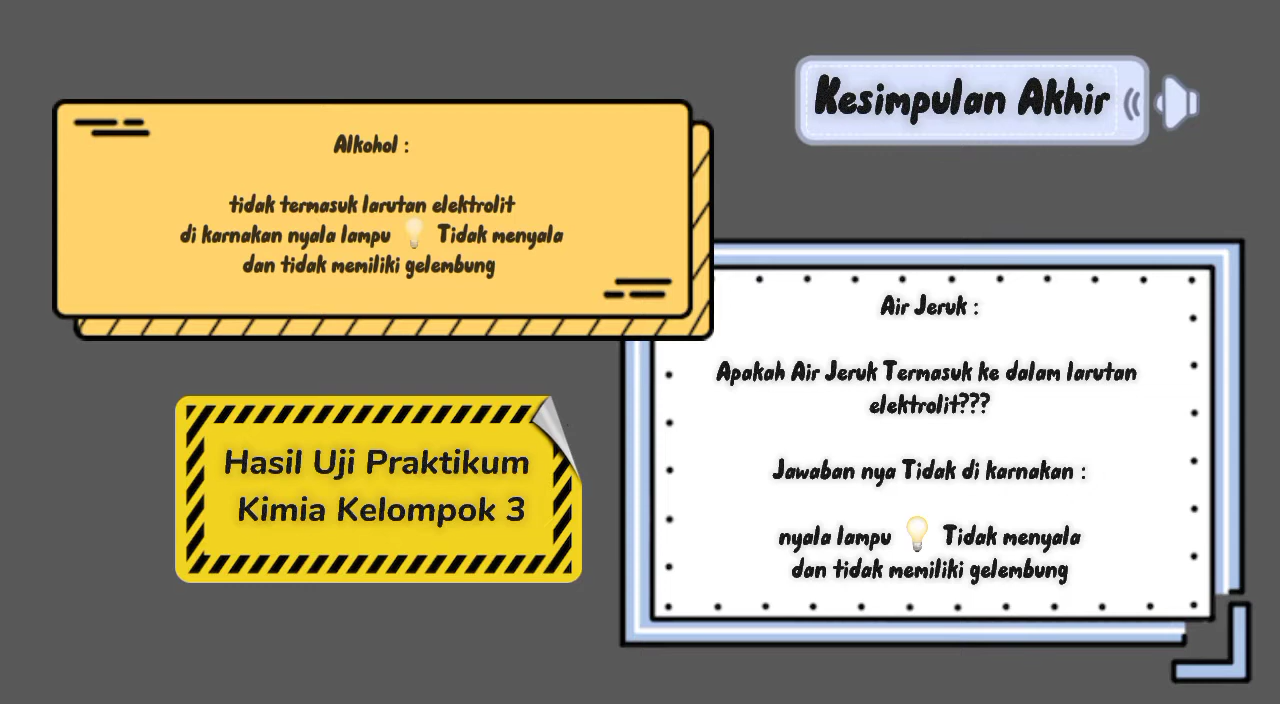 Kesimpulan Akhir
Alkohol :
tidak termasuk larutan elektrolit
di karnakan nyala lampu 💡 Tidak menyala
dan tidak memiliki gelembung
Air Jeruk :
Apakah Air Jeruk Termasuk ke dalam larutan
elektrolit???
Jawaban nya Tidak di karnakan :
nyala lampu 💡 Tidak menyala
dan tidak memiliki gelembung
Hasil Uji Praktikum
Kimia Kelompok 3